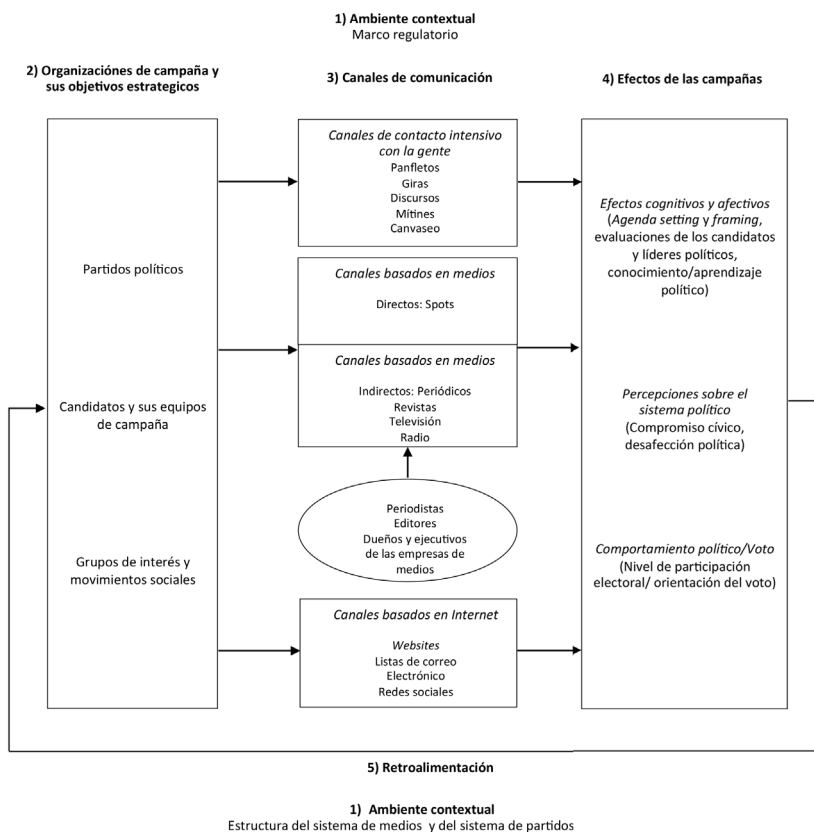 1) Ambiente contextual
Marco regulatorio
2) Organizaciónes de campaña y
sus objetivos estrategicos
3) Canales de comunicación
4) Efectos de las campañas
Partidos políticos
Candidatos y sus equipos
de campaña
Grupos de interés y
movimientos sociales
Canales de contacto intensivo
con la gente
Panfletos
Giras
Discursos
Mítines
Canvaseo
Canales basados en medios
Directos: Spots
Canales basados en medios
Indirectos: Periódicos
Revistas
Televisión
Radio
Periodistas
Editores
Dueños y ejecutivos
de las empresas de
medios
Canales basados en Internet
Websites
Listas de correo
Electrónico
Redes sociales
Efectos cognitivos y afectivos
(Agenda setting y framing,
evaluaciones de los candidatos
y líderes políticos,
conocimiento/aprendizaje
político)
Percepciones sobre el
sistema político
(Compromiso cívico,
desafección política)
Comportamiento político/Voto
(Nivel de participación
electoral/ orientación del voto)
5) Retroalimentación
1) Ambiente contextual
Estructura del sistema de medios y del sistema de partidos